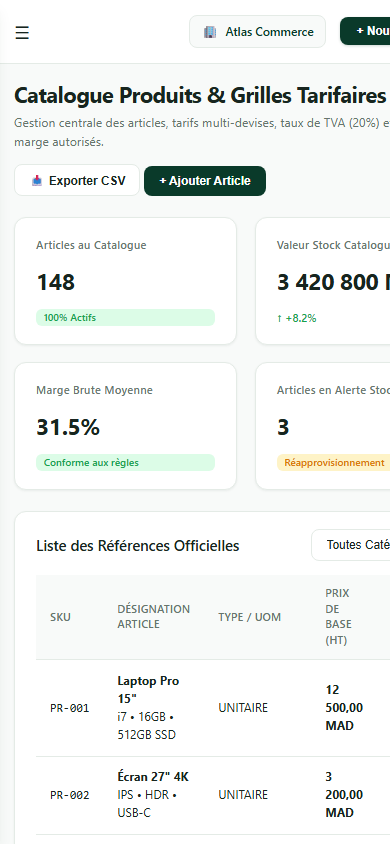 ☰ Atlas Commerce + Nou
Catalogue Produits & Grilles Tarifaires
Gestion centrale des articles, tarifs multi-devises, taux de TVA (20%) et
marge autorisés.
Exporter CSV + Ajouter Article
Articles au Catalogue
148
100% Actifs
Valeur Stock Catalogu
3 420 800
↑ +8.2%
Marge Brute Moyenne
31.5%
Conforme aux règles
Articles en Alerte Stoc
3
Réapprovisionnement
Liste des Références Officielles
Toutes Caté
SKU
DÉSIGNATION
ARTICLE
TYPE / UOM
PRIX
DE
BASE
(HT)
PR-001
Laptop Pro
15"
i7 • 16GB •
512GB SSD
UNITAIRE
12
500,00
MAD
PR-002
Écran 27" 4K
IPS • HDR •
USB-C
UNITAIRE
3
200,00
MAD